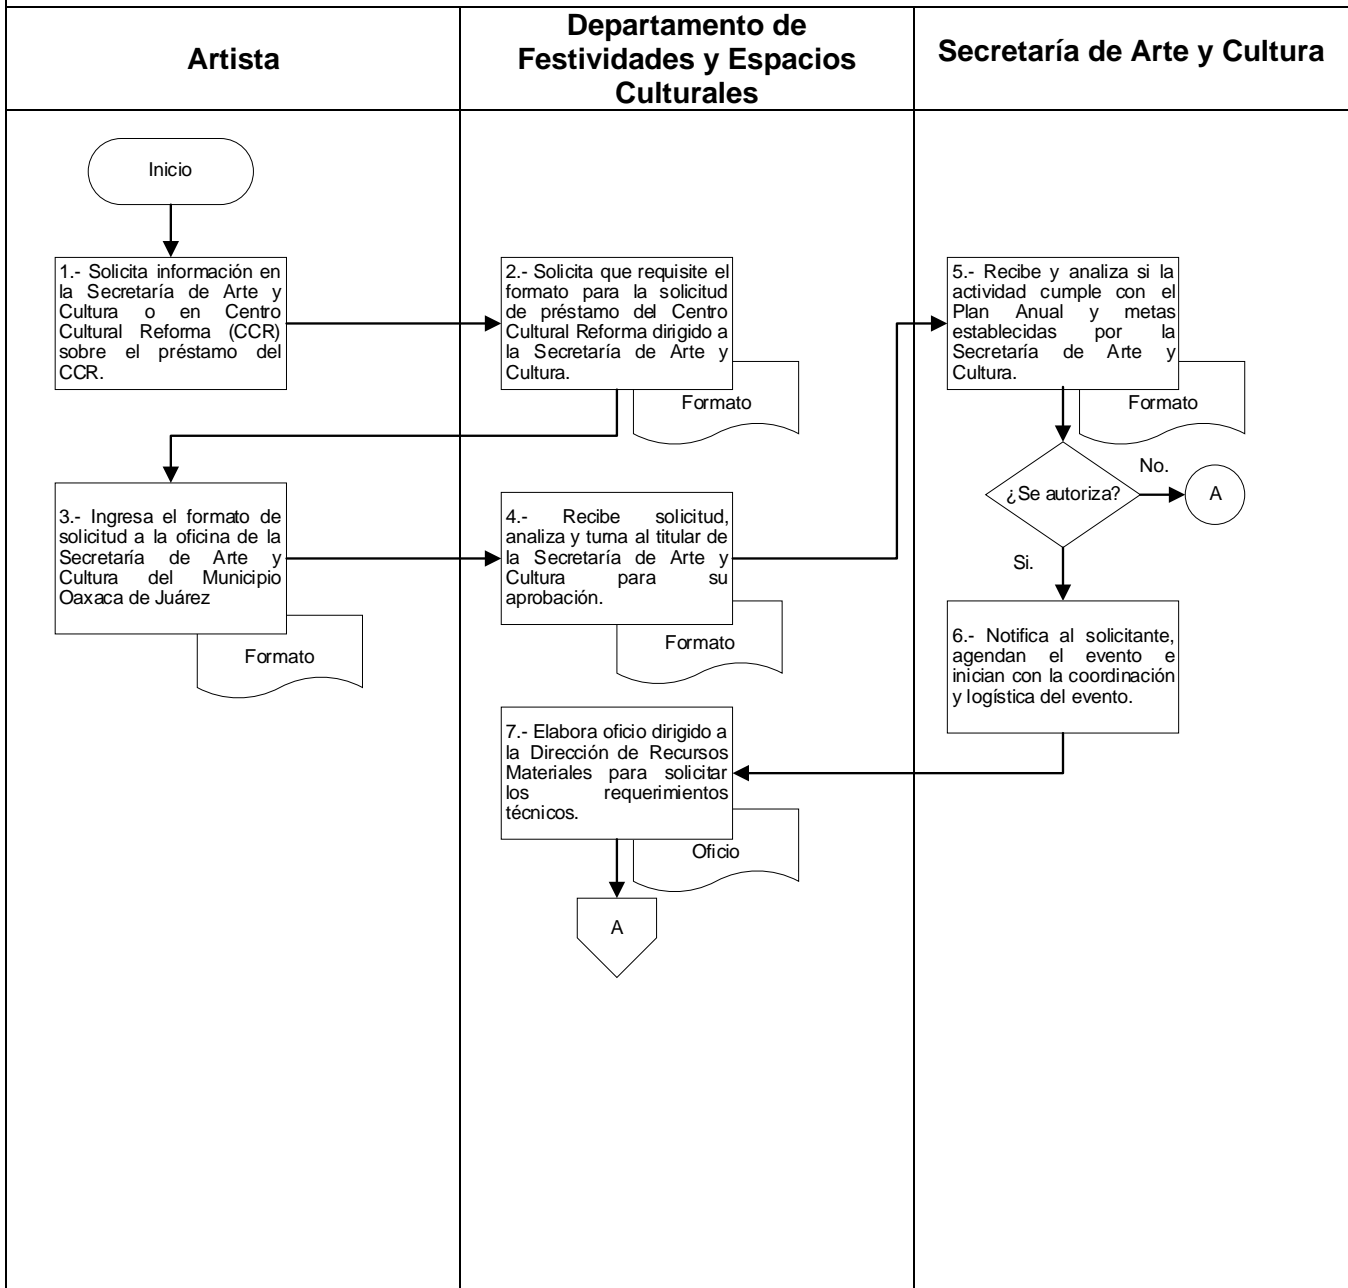 Artista
Departamento de
Festividades y Espacios
Culturales
Secretaría de Arte y Cultura
Inicio
1.- Solicita información en
la Secretaría de Arte y
Cultura o en Centro
Cultural Reforma (CCR)
sobre el préstamo del
CCR.
2.- Solicita que requisite el
formato para la solicitud
de préstamo del Centro
Cultural Reforma dirigido a
la Secretaría de Arte y
Cultura.
Formato
3.- Ingresa el formato de
solicitud a la oficina de la
Secretaría de Arte y
Cultura del Municipio
Oaxaca de Juárez
Formato
4.- Recibe solicitud,
analiza y turna al titular de
la Secretaría de Arte y
Cultura para su
aprobación.
Formato
5.- Recibe y analiza si la
actividad cumple con el
Plan Anual y metas
establecidas por la
Secretaría de Arte y
Cultura.
Formato
¿Se autoriza?
No.
A
Si.
6.- Notifica al solicitante,
agendan el evento e
inician con la coordinación
y logística del evento.
7.- Elabora oficio dirigido a
la Dirección de Recursos
Materiales para solicitar
los requerimientos
técnicos.
Oficio
A